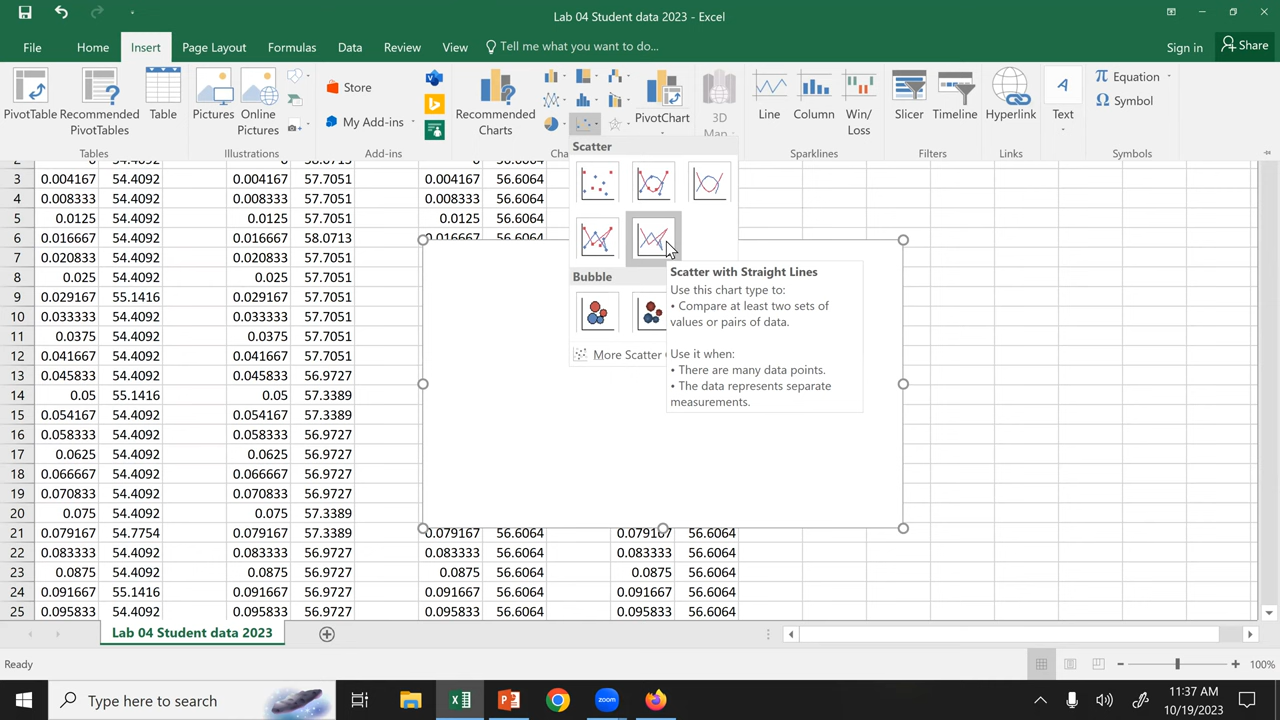 Lab 04 Student data 2023 - Excel
File Home Insert Page Layout Formulas Data Review View Tell me what you want to do... Sign in Share
PivotTable Recommended PivotTables Table Pictures Online Pictures Store My Add-ins Recommended Charts PivotChart 3D Map Line Column Win/ Loss Slicer Timeline Hyperlink Text Equation Symbol
Tables Illustrations Add-ins Cha Sparklines Filters Links Symbols
Scatter
2 0 58.0713 0 56.6064
3 0.004167 54.4092 0.004167 57.7051 0.004167 56.6064
4 0.008333 54.4092 0.008333 57.7051 0.008333 56.6064
5 0.0125 54.4092 0.0125 57.7051 0.0125 56.6064
6 0.016667 54.4092 0.016667 58.0713 0.016667 56.6064
7 0.020833 54.4092 0.020833 57.7051
8 0.025 54.4092 0.025 57.7051
9 0.029167 55.1416 0.029167 57.7051
10 0.033333 54.4092 0.033333 57.7051
11 0.0375 54.4092 0.0375 57.7051
12 0.041667 54.4092 0.041667 57.7051
13 0.045833 54.4092 0.045833 56.9727
14 0.05 55.1416 0.05 57.3389
15 0.054167 54.4092 0.054167 57.3389
16 0.058333 54.4092 0.058333 56.9727
17 0.0625 54.4092 0.0625 56.9727
18 0.066667 54.4092 0.066667 56.9727
19 0.070833 54.4092 0.070833 56.9727
20 0.075 54.4092 0.075 57.3389
21 0.079167 54.7754 0.079167 57.3389 0.079167 56.6064 0.079167 56.6064
22 0.083333 54.4092 0.083333 56.9727 0.083333 56.6064 0.083333 56.6064
23 0.0875 54.4092 0.0875 56.9727 0.0875 56.6064 0.0875 56.6064
24 0.091667 55.1416 0.091667 56.9727 0.091667 56.6064 0.091667 56.6064
25 0.095833 54.4092 0.095833 56.9727 0.095833 56.6064 0.095833 56.6064
Bubble
More Scatter
Scatter with Straight Lines
Use this chart type to:
• Compare at least two sets of
values or pairs of data.
Use it when:
• There are many data points.
• The data represents separate
measurements.
Lab 04 Student data 2023
Ready 100%
Type here to search zoom 11:37 AM
10/19/2023